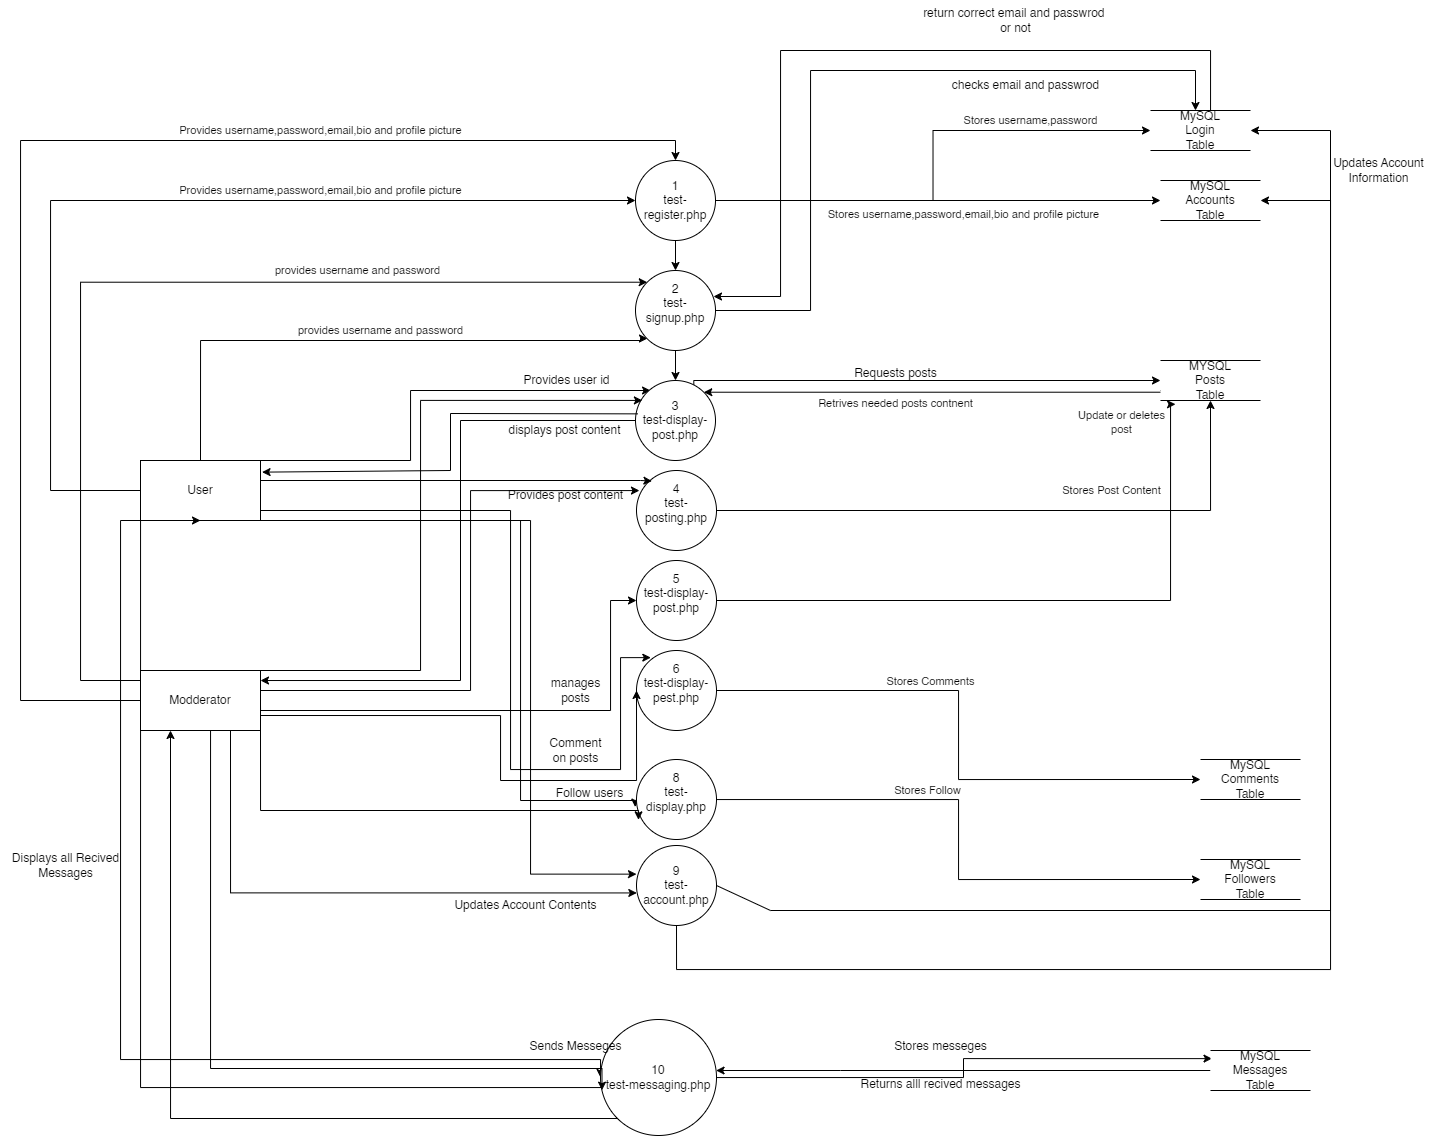 return correct email and passwrod
or not
checks email and passwrod
MySQL
Login
Table
Stores username,password
Provides username,password,email,bio and profile picture
Updates Account
Information
1
test-
register.php
Provides username,password,email,bio and profile picture
MySQL
Accounts
Table
Stores username,password,email,bio and profile picture
provides username and password
2
test-
signup.php
provides username and password
Requests posts
MYSQL
Posts
Table
Provides user id
Retrives needed posts contnent
3
test-display-
post.php
displays post content
Update or deletes
post
User
Provides post content
4
test-
posting.php
Stores Post Content
5
test-display-
post.php
6
test-display-
pest.php
Stores Comments
manages
posts
Modderator
Comment
on posts
MySQL
Comments
Table
Follow users
8
test-
display.php
Stores Follow
Displays all Recived
Messages
9
test-
account.php
MySQL
Followers
Table
Updates Account Contents
Sends Messeges
10
test-messaging.php
Stores messeges
Returns alll recived messages
MySQL
Messages
Table